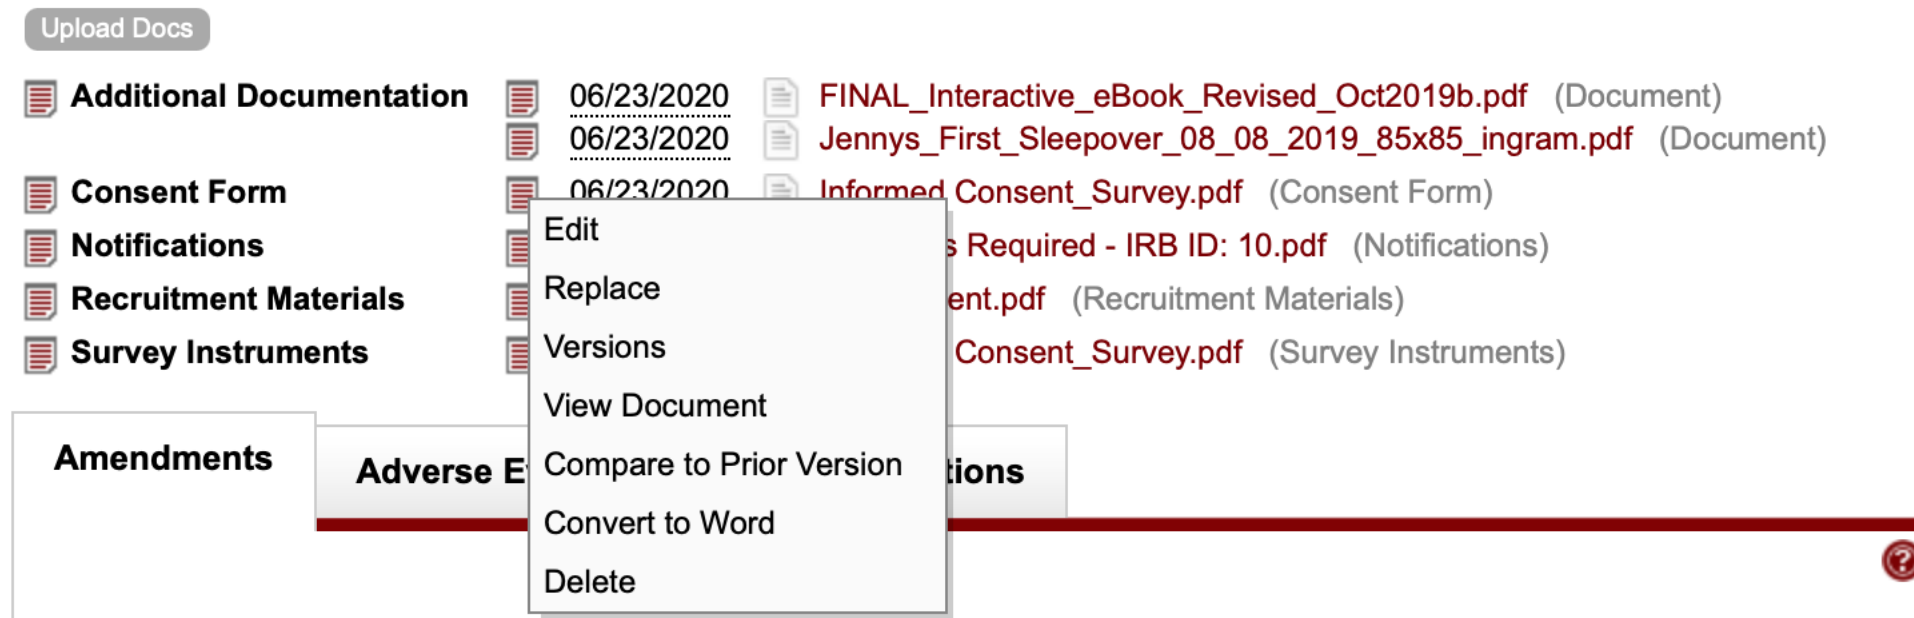 Upload Docs
Additional Documentation 06/23/2020 FINAL_Interactive_eBook_Revised_Oct2019b.pdf (Document)
06/23/2020 Jennys_First_Sleepover_08_08_2019_85x85_ingram.pdf (Document)
Consent Form 06/23/2020 Informed Consent_Survey.pdf (Consent Form)
Notifications Required - IRB ID: 10.pdf (Notifications)
Recruitment Materials ent.pdf (Recruitment Materials)
Survey Instruments Consent_Survey.pdf (Survey Instruments)
Edit
Replace
Versions
View Document
Compare to Prior Version
Convert to Word
Delete
Amendments
Adverse E tions
?